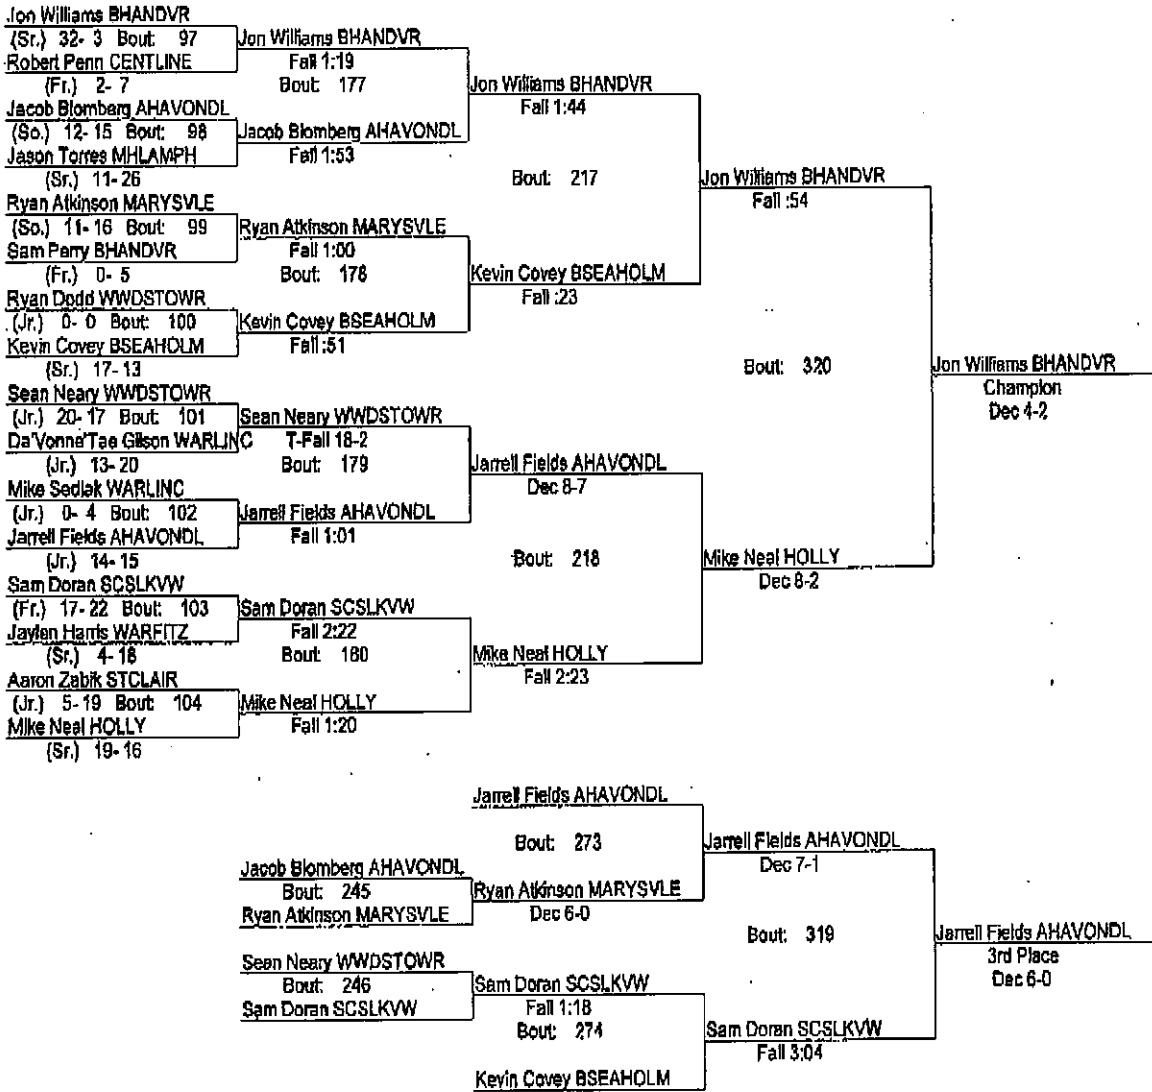 Jon Williams BHANDVR
(Sr.) 32- 3 Bout: 97
Robert Penn CENTLINE
(Fr.) 2- 7
Jacob Blomberg AHAVONDL
(So.) 12- 15 Bout: 98
Jason Torres MHLAMPH
(Sr.) 11- 26
Ryan Atkinson MARYSVLE
(So.) 11- 16 Bout: 99
Sam Perry BHANDVR
(Fr.) 0- 5
Ryan Dodd WWDSTOWR
(Jr.) 0- 0 Bout: 100
Kevin Covey BSEAHOLM
(Sr.) 17- 13
Sean Neary WWDSTOWR
(Jr.) 20- 17 Bout: 101
Da'Vonne'Tae Gilson WARLINC
(Jr.) 13- 20
Mike Sedlak WARLINC
(Jr.) 0- 4 Bout: 102
Jarrell Fields AHAVONDL
(Jr.) 14- 15
Sam Doran SCSLKVW
(Fr.) 17- 22 Bout: 103
Jaylen Harris WARFITZ
(Sr.) 4- 18
Aaron Zabik STCLAIR
(Jr.) 5- 19 Bout: 104
Mike Neal HOLLY
(Sr.) 19- 16
Jon Williams BHANDVR
Fall 1:19
Bout: 177
Jacob Blomberg AHAVONDL
Fall 1:53
Ryan Atkinson MARYSVLE
Fall 1:00
Bout: 178
Kevin Covey BSEAHOLM
Fall :51
Sean Neary WWDSTOWR
T-Fall 18-2
Bout: 179
Jarrell Fields AHAVONDL
Fall 1:01
Sam Doran SCSLKVW
Fall 2:22
Bout: 180
Mike Neal HOLLY
Fall 1:20
Jon Williams BHANDVR
Fall 1:44
Bout: 217
Kevin Covey BSEAHOLM
Fall :23
Jarrell Fields AHAVONDL
Dec 8-7
Bout: 218
Mike Neal HOLLY
Fall 2:23
Jon Williams BHANDVR
Fall :54
Bout: 320
Mike Neal HOLLY
Dec 8-2
Jon Williams BHANDVR
Champion
Dec 4-2
Jacob Blomberg AHAVONDL
Bout: 245
Ryan Atkinson MARYSVLE
Sean Neary WWDSTOWR
Bout: 246
Sam Doran SCSLKVW
Jarrell Fields AHAVONDL
Bout: 273
Ryan Atkinson MARYSVLE
Dec 6-0
Sam Doran SCSLKVW
Fall 1:18
Bout: 274
Kevin Covey BSEAHOLM
Jarrell Fields AHAVONDL
Dec 7-1
Bout: 319
Sam Doran SCSLKVW
Fall 3:04
Jarrell Fields AHAVONDL
3rd Place
Dec 6-0